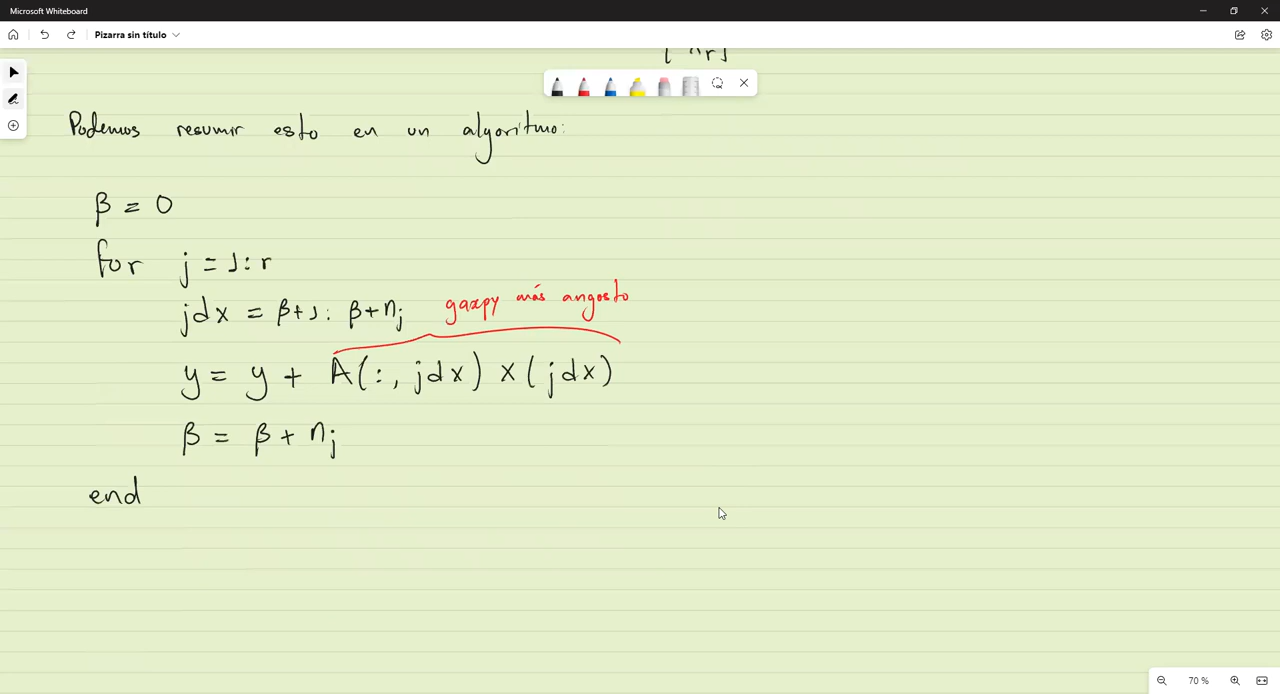 Microsoft Whiteboard
Pizarra sin título
Podemos resumir esto en un algoritmo:
β = 0
for j = 1:r
jdx = β+1: β+nj
gaxpy más angosto
y = y + A(:, jdx) x(jdx)
β = β + nj
end
70 %